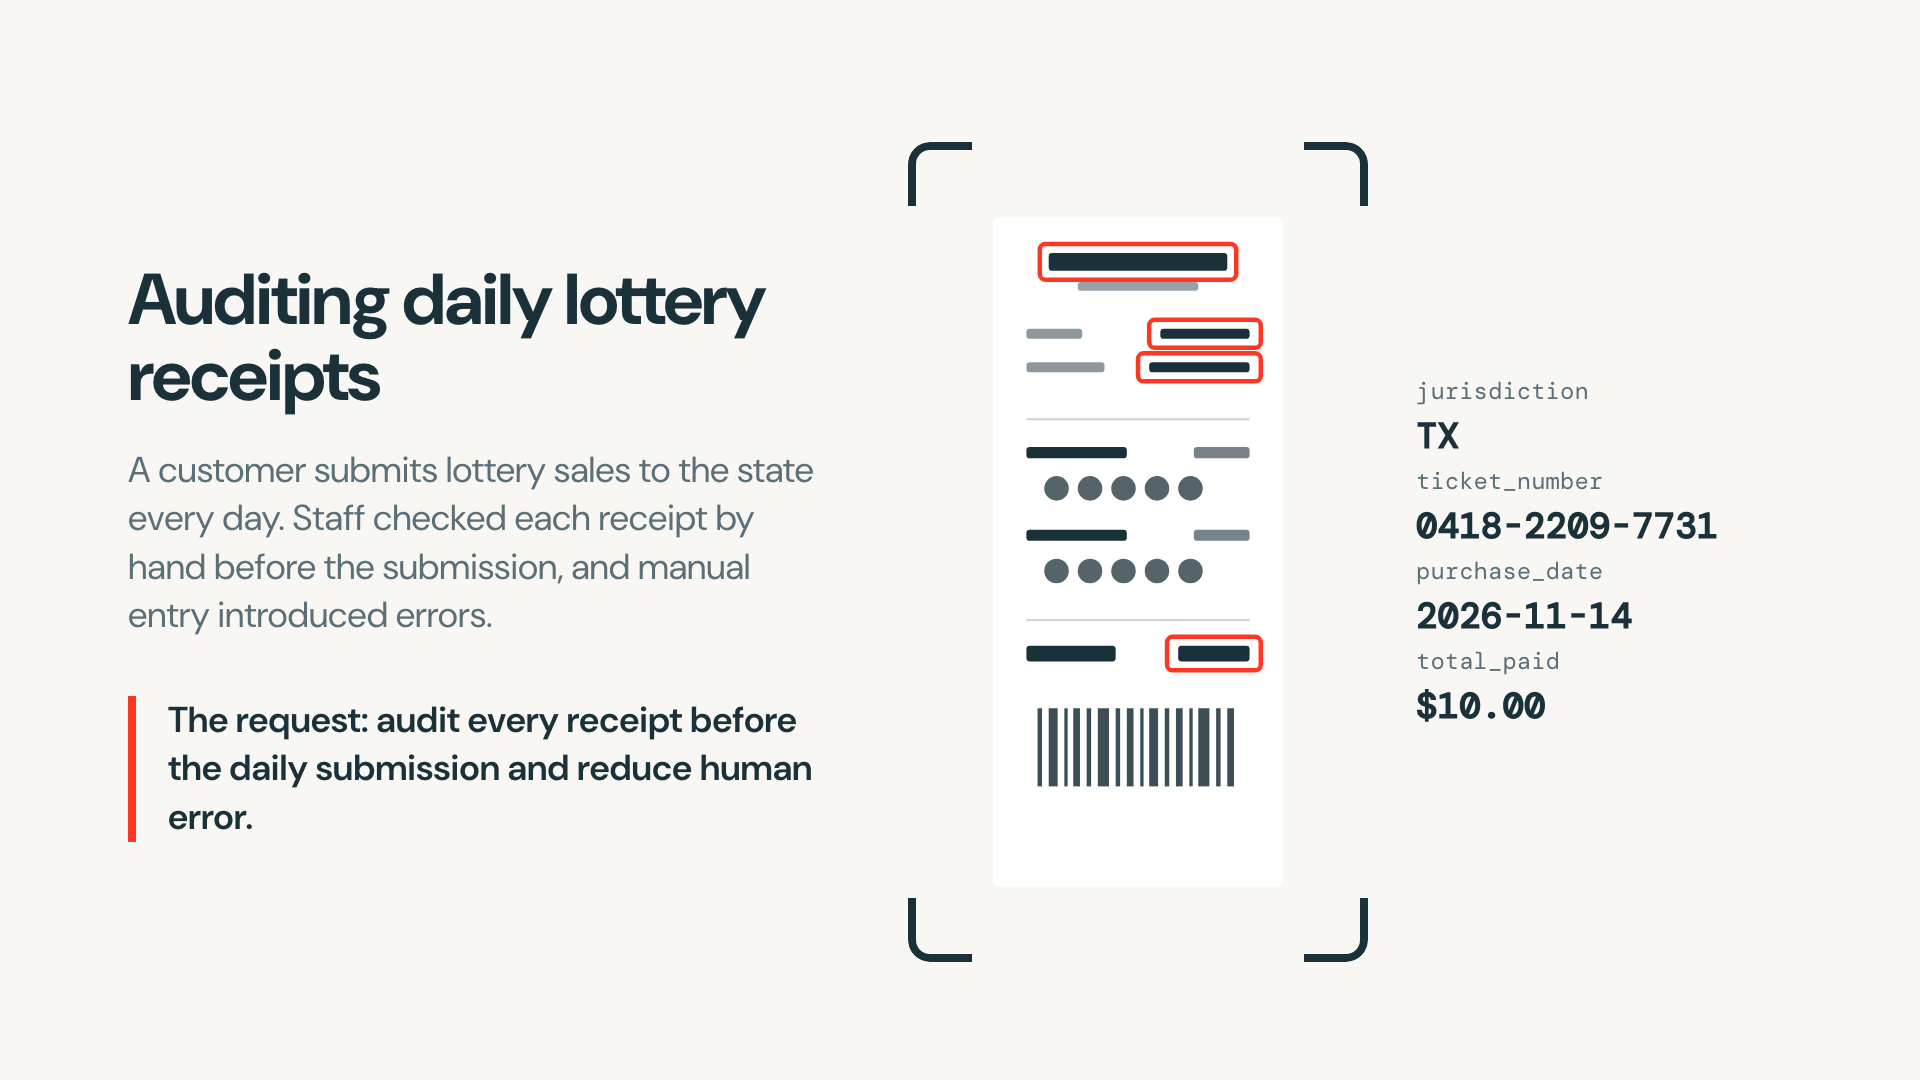 Auditing daily lottery
receipts
A customer submits lottery sales to the state
every day. Staff checked each receipt by
hand before the submission, and manual
entry introduced errors.
The request: audit every receipt before
the daily submission and reduce human
error.
jurisdiction
TX
ticket_number
0418-2209-7731
purchase_date
2026-11-14
total_paid
$10.00